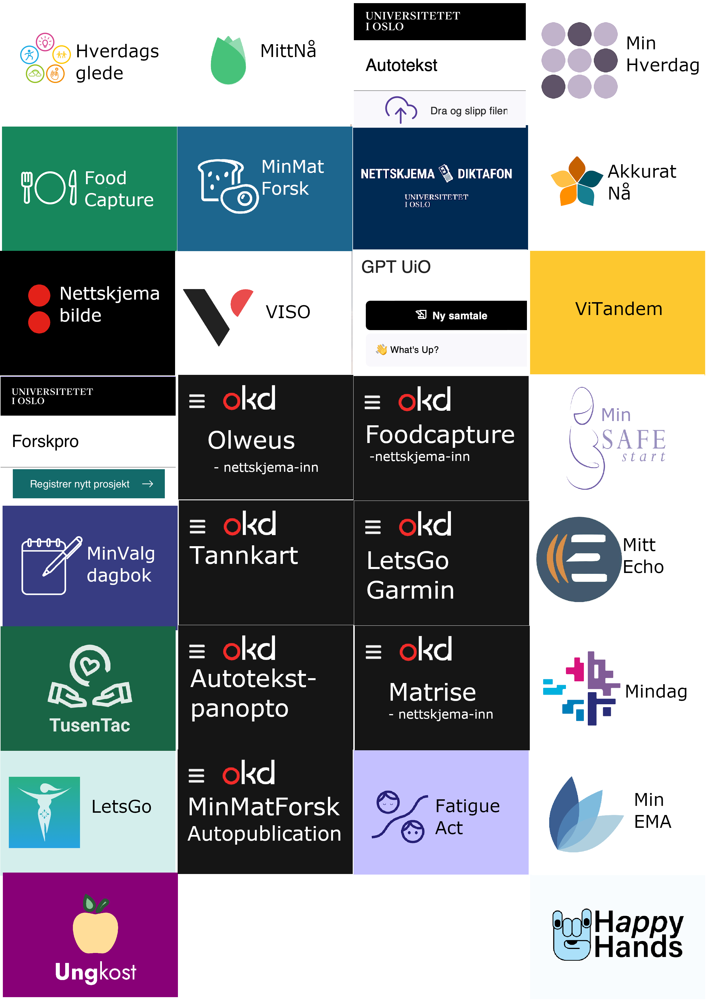 Hverdags
glede
MittNå
UNIVERSITETET
I OSLO
Autotekst
Dra og slipp filen
Min
Hverdag
Food
Capture
MinMat
Forsk
NETTSKJEMA DIKTAFON
UNIVERSITETET
I OSLO
Akkurat
Nå
Nettskjema
bilde
VISO
GPT UiO
Ny samtale
👋 What's Up?
ViTandem
UNIVERSITETET
I OSLO
Forskpro
Registrer nytt prosjekt →
okd
Olweus
- nettskjema-inn
okd
Foodcapture
-nettskjema-inn
Min
SAFE
start
MinValg
dagbok
okd
Tannkart
okd
LetsGo
Garmin
Mitt
Echo
TusenTac
okd
Autotekst-
panopto
okd
Matrise
- nettskjema-inn
Mindag
LetsGo
okd
MinMatForsk
Autopublication
Fatigue
Act
Min
EMA
Ungkost
Happy
Hands